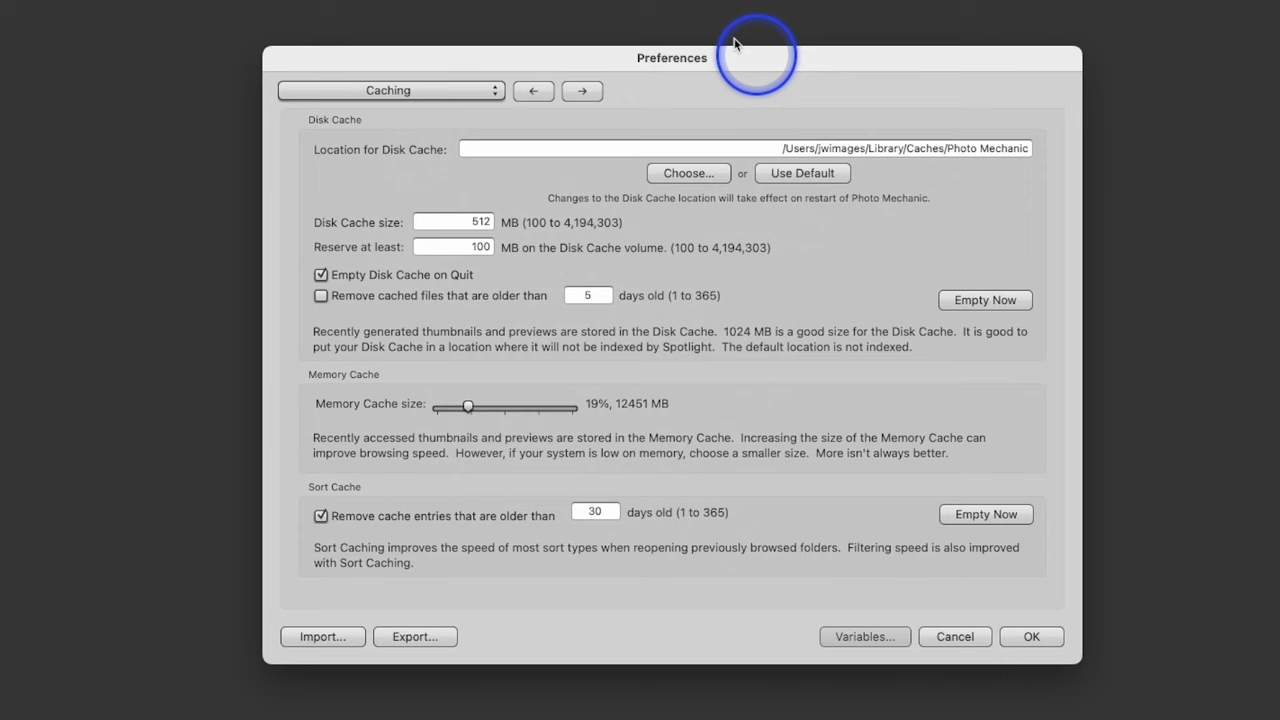 Preferences
Caching ← →
Disk Cache
Location for Disk Cache: /Users/jwimages/Library/Caches/Photo Mechanic
Choose... or Use Default
Changes to the Disk Cache location will take effect on restart of Photo Mechanic.
Disk Cache size: 512 MB (100 to 4,194,303)
Reserve at least: 100 MB on the Disk Cache volume. (100 to 4,194,303)
Empty Disk Cache on Quit
Remove cached files that are older than 5 days old (1 to 365) Empty Now
Recently generated thumbnails and previews are stored in the Disk Cache. 1024 MB is a good size for the Disk Cache. It is good to
put your Disk Cache in a location where it will not be indexed by Spotlight. The default location is not indexed.
Memory Cache
Memory Cache size: 19%, 12451 MB
Recently accessed thumbnails and previews are stored in the Memory Cache. Increasing the size of the Memory Cache can
improve browsing speed. However, if your system is low on memory, choose a smaller size. More isn't always better.
Sort Cache
Remove cache entries that are older than 30 days old (1 to 365) Empty Now
Sort Caching improves the speed of most sort types when reopening previously browsed folders. Filtering speed is also improved
with Sort Caching.
Import... Export... Variables... Cancel OK